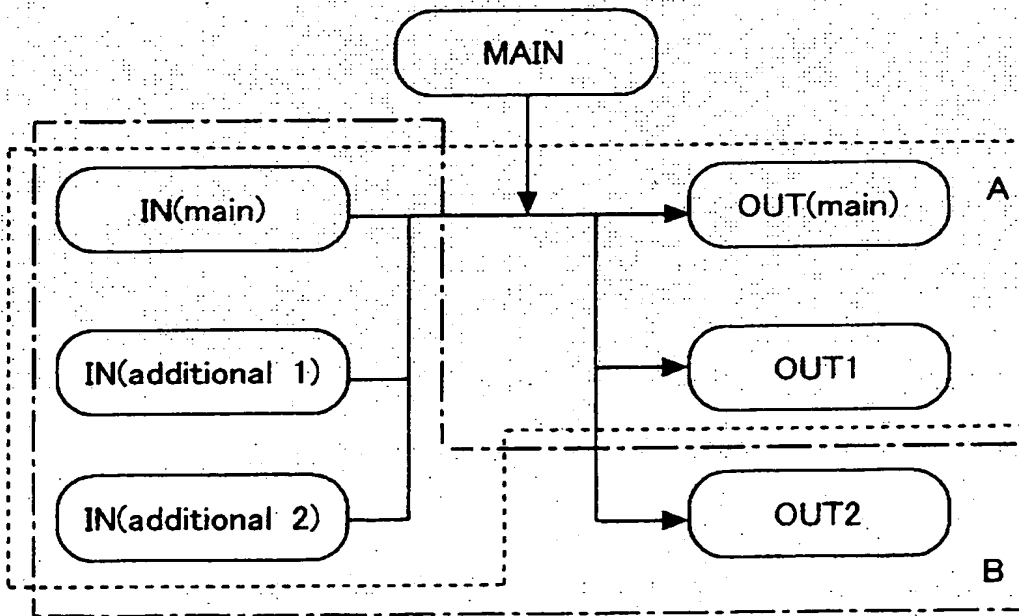 MAIN
IN(main)
OUT(main)
A
IN(additional 1)
OUT1
IN(additional 2)
OUT2
B